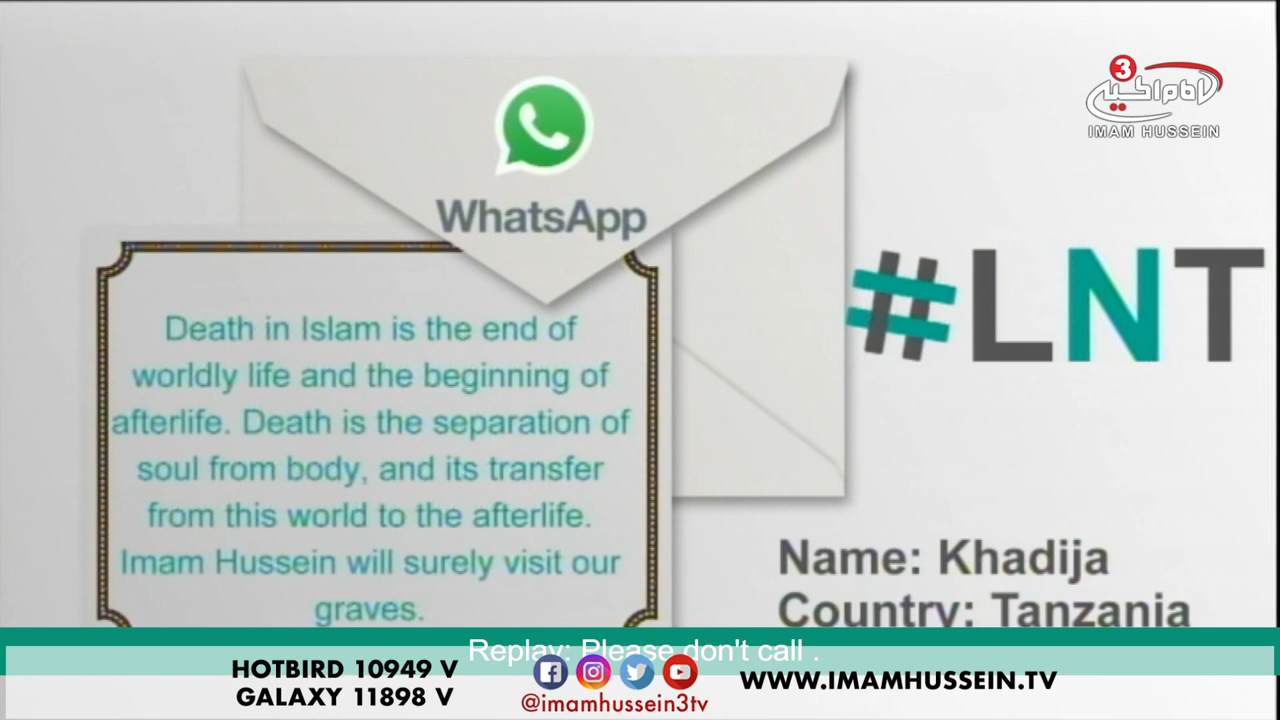 3
الامام الحسين
IMAM HUSSEIN
WhatsApp
#LNT
Death in Islam is the end of
worldly life and the beginning of
afterlife. Death is the separation of
soul from body, and its transfer
from this world to the afterlife.
Imam Hussein will surely visit our
graves.
Name: Khadija
Country: Tanzania
Replay: Please don't call .
HOTBIRD 10949 V
GALAXY 11898 V
@imamhussein3tv
WWW.IMAMHUSSEIN.TV